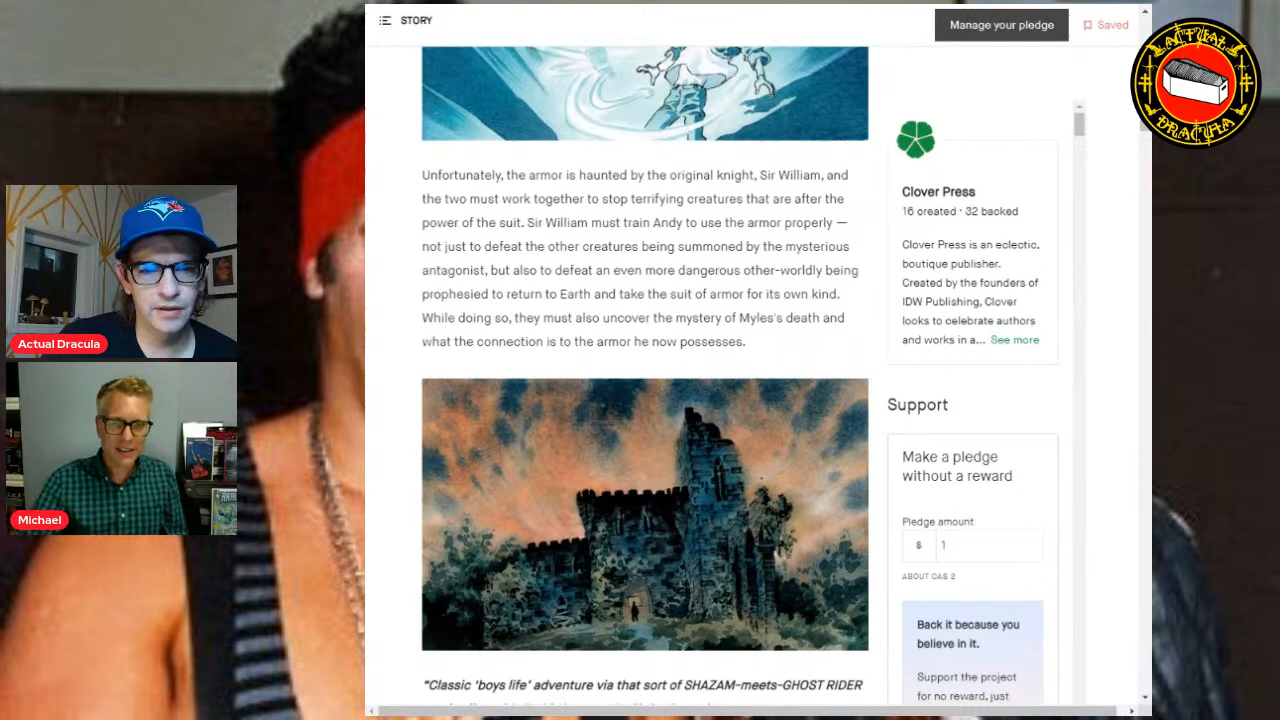 STORY
Manage your pledge
Saved
ACTUAL
DRACULA
Unfortunately, the armor is haunted by the original knight, Sir William, and
the two must work together to stop terrifying creatures that are after the
power of the suit. Sir William must train Andy to use the armor properly —
not just to defeat the other creatures being summoned by the mysterious
antagonist, but also to defeat an even more dangerous other-worldly being
prophesied to return to Earth and take the suit of armor for its own kind.
While doing so, they must also uncover the mystery of Myles's death and
what the connection is to the armor he now possesses.
"Classic 'boys life' adventure via that sort of SHAZAM-meets-GHOST RIDER
Clover Press
16 created · 32 backed
Clover Press is an eclectic,
boutique publisher.
Created by the founders of
IDW Publishing, Clover
looks to celebrate authors
and works in a... See more
Support
Make a pledge
without a reward
Pledge amount
$ 1
ABOUT CA$ 2
Back it because you
believe in it.
Support the project
for no reward, just
Actual Dracula
Michael